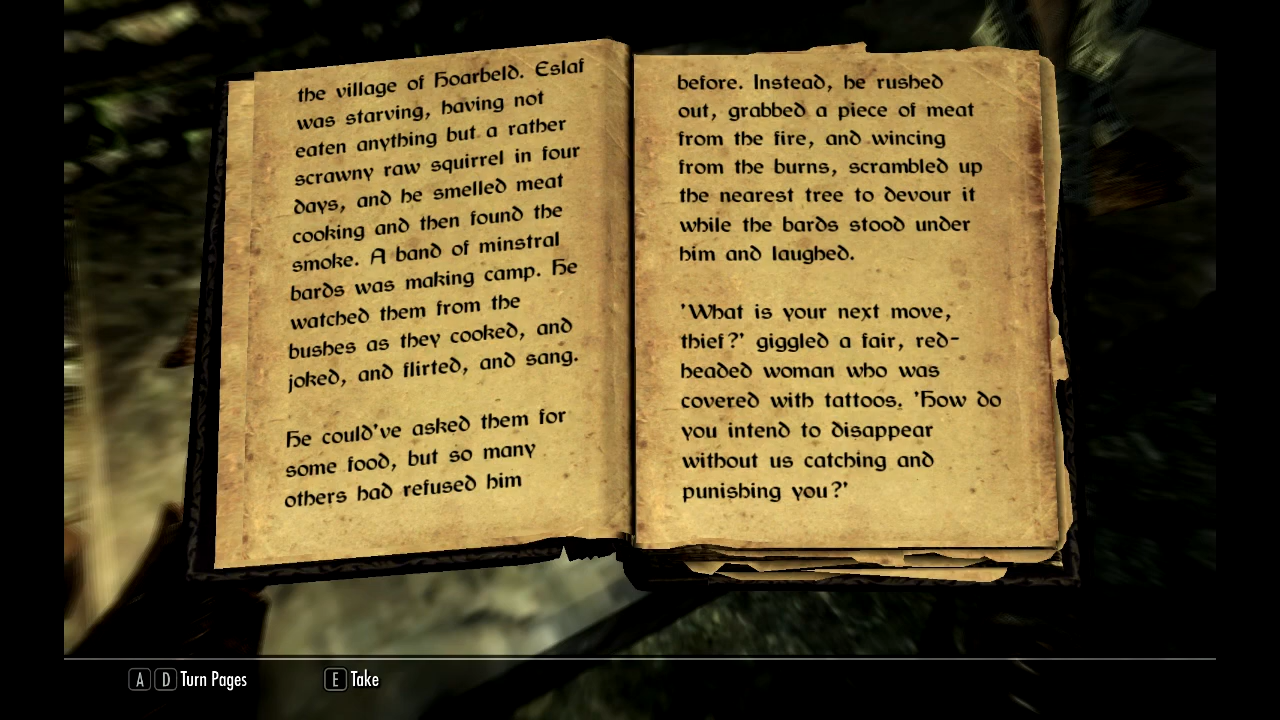 the village of Hoarbeld. Eslaf
was starving, having not
eaten anything but a rather
scrawny raw squirrel in four
days, and he smelled meat
cooking and then found the
smoke. A band of minstral
bards was making camp. He
watched them from the
bushes as they cooked, and
joked, and flirted, and sang.
He could've asked them for
some food, but so many
others had refused him
before. Instead, he rushed
out, grabbed a piece of meat
from the fire, and wincing
from the burns, scrambled up
the nearest tree to devour it
while the bards stood under
him and laughed.
'What is your next move,
thief?' giggled a fair, red-
headed woman who was
covered with tattoos. 'How do
you intend to disappear
without us catching and
punishing you?'
A D Turn Pages
E Take